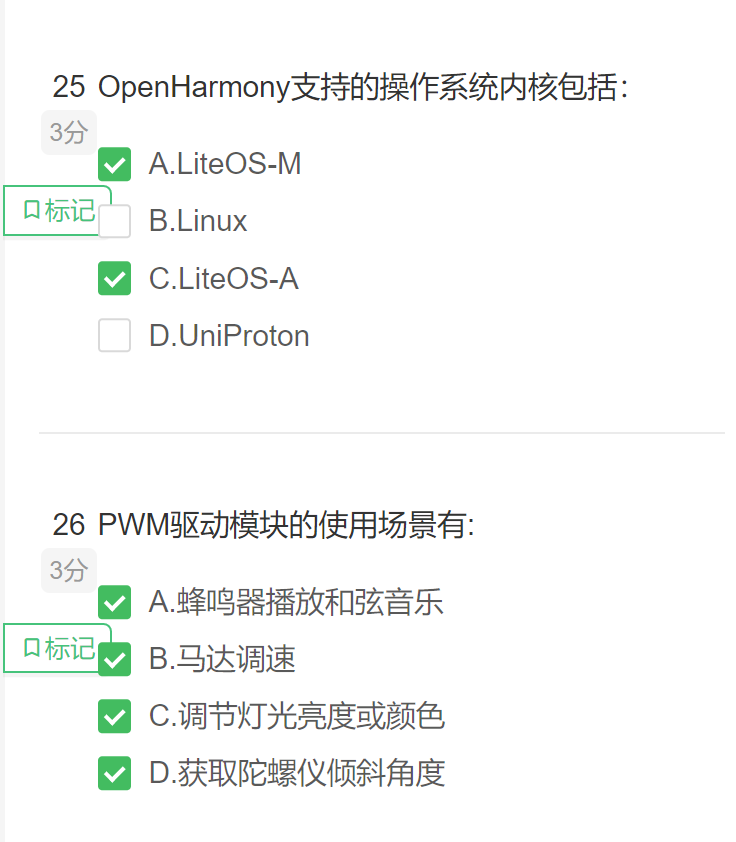 25 OpenHarmony支持的操作系统内核包括：
3分
A.LiteOS-M
标记
B.Linux
C.LiteOS-A
D.UniProton
26 PWM驱动模块的使用场景有:
3分
A.蜂鸣器播放和弦音乐
标记
B.马达调速
C.调节灯光亮度或颜色
D.获取陀螺仪倾斜角度